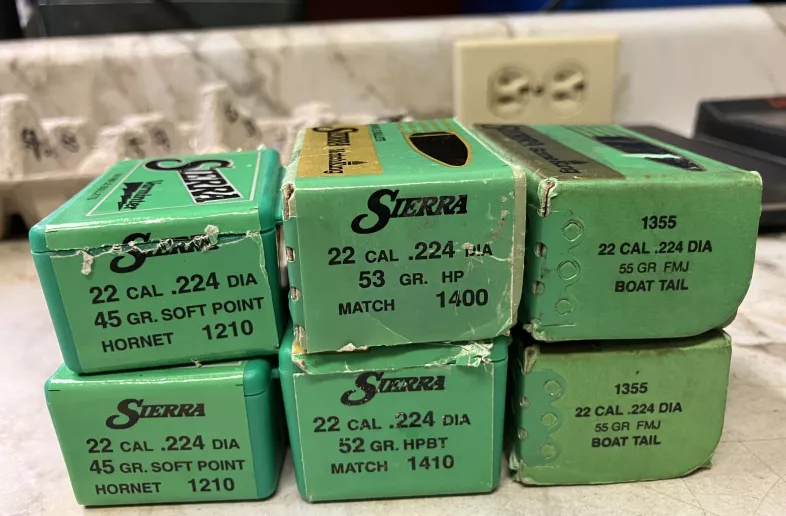 SIERRA
Varminter
SIERRA
22 CAL .224 DIA
45 GR. SOFT POINT
HORNET 1210
SIERRA
SIERRA
22 CAL .224 DIA
53 GR. HP
MATCH 1400
1355
22 CAL .224 DIA
55 GR FMJ
BOAT TAIL
SIERRA
22 CAL .224 DIA
45 GR. SOFT POINT
HORNET 1210
SIERRA
22 CAL .224 DIA
52 GR. HPBT
MATCH 1410
1355
22 CAL .224 DIA
55 GR FMJ
BOAT TAIL